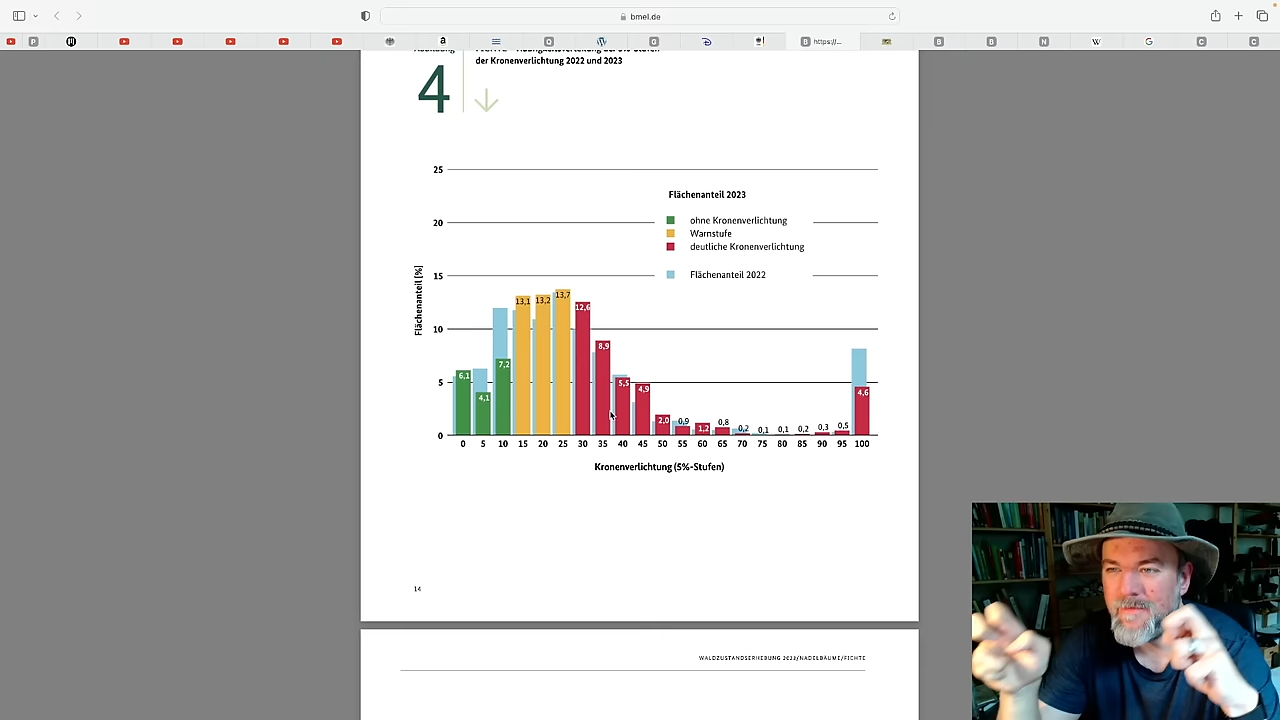 bmel.de
https://...
der Kronenverlichtung 2022 und 2023
4
25
20
15
10
5
0
Flächenanteil [%]
Flächenanteil 2023
ohne Kronenverlichtung
Warnstufe
deutliche Kronenverlichtung
Flächenanteil 2022
6,1 4,1 7,2 13,1 13,2 13,7 12,6 8,9 5,5 4,9 2,0 0,9 1,2 0,8 0,2 0,1 0,1 0,2 0,3 0,5 4,6
0 5 10 15 20 25 30 35 40 45 50 55 60 65 70 75 80 85 90 95 100
Kronenverlichtung (5%-Stufen)
14
WALDZUSTANDSERHEBUNG 2023/NADELBÄUME/FICHTE